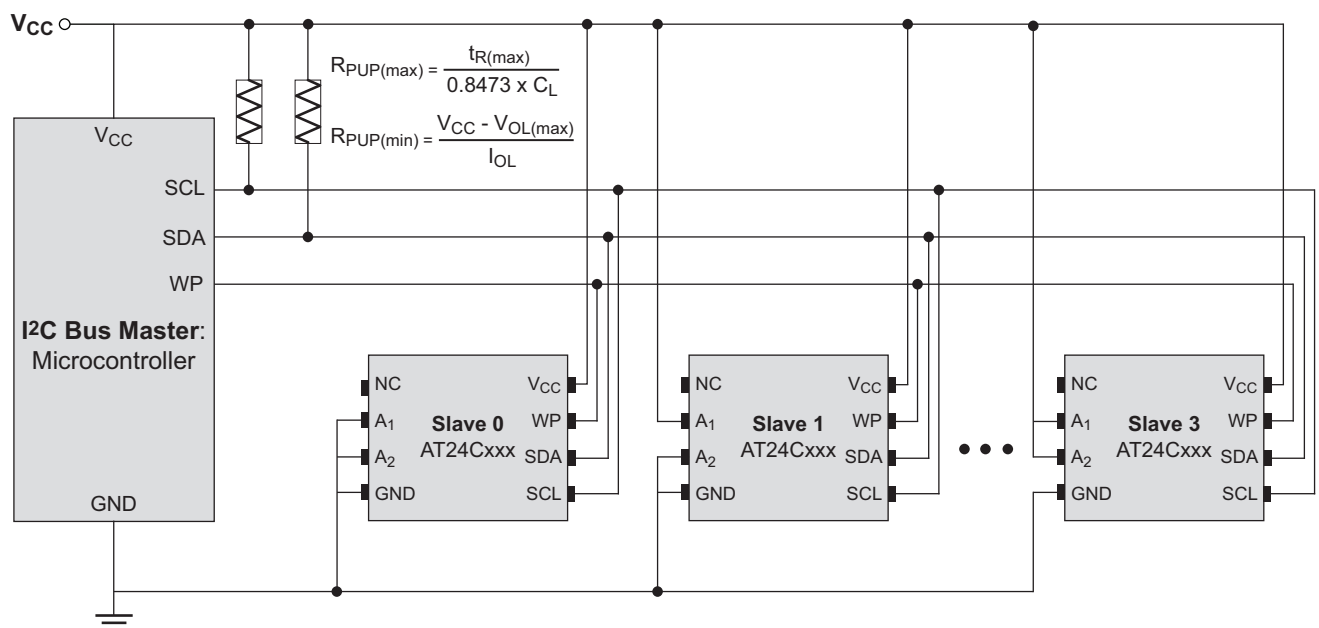 VCC
RPUP(max) = tR(max)
0.8473 x CL
RPUP(min) = VCC - VOL(max)
IOL
VCC
SCL
SDA
WP
I2C Bus Master:
Microcontroller
GND
NC
A1
A2
GND
Slave 0
AT24Cxxx
VCC
WP
SDA
SCL
NC
A1
A2
GND
Slave 1
AT24Cxxx
VCC
WP
SDA
SCL
NC
A1
A2
GND
Slave 3
AT24Cxxx
VCC
WP
SDA
SCL